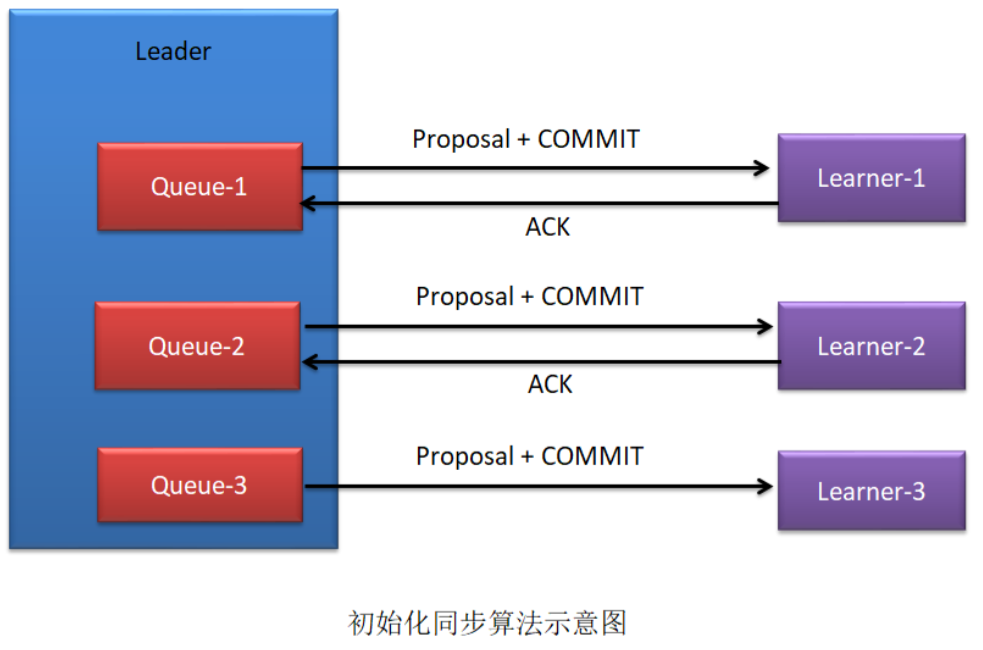 Leader
Proposal + COMMIT
Queue-1
Learner-1
ACK
Proposal + COMMIT
Queue-2
Learner-2
ACK
Proposal + COMMIT
Queue-3
Learner-3
初始化同步算法示意图